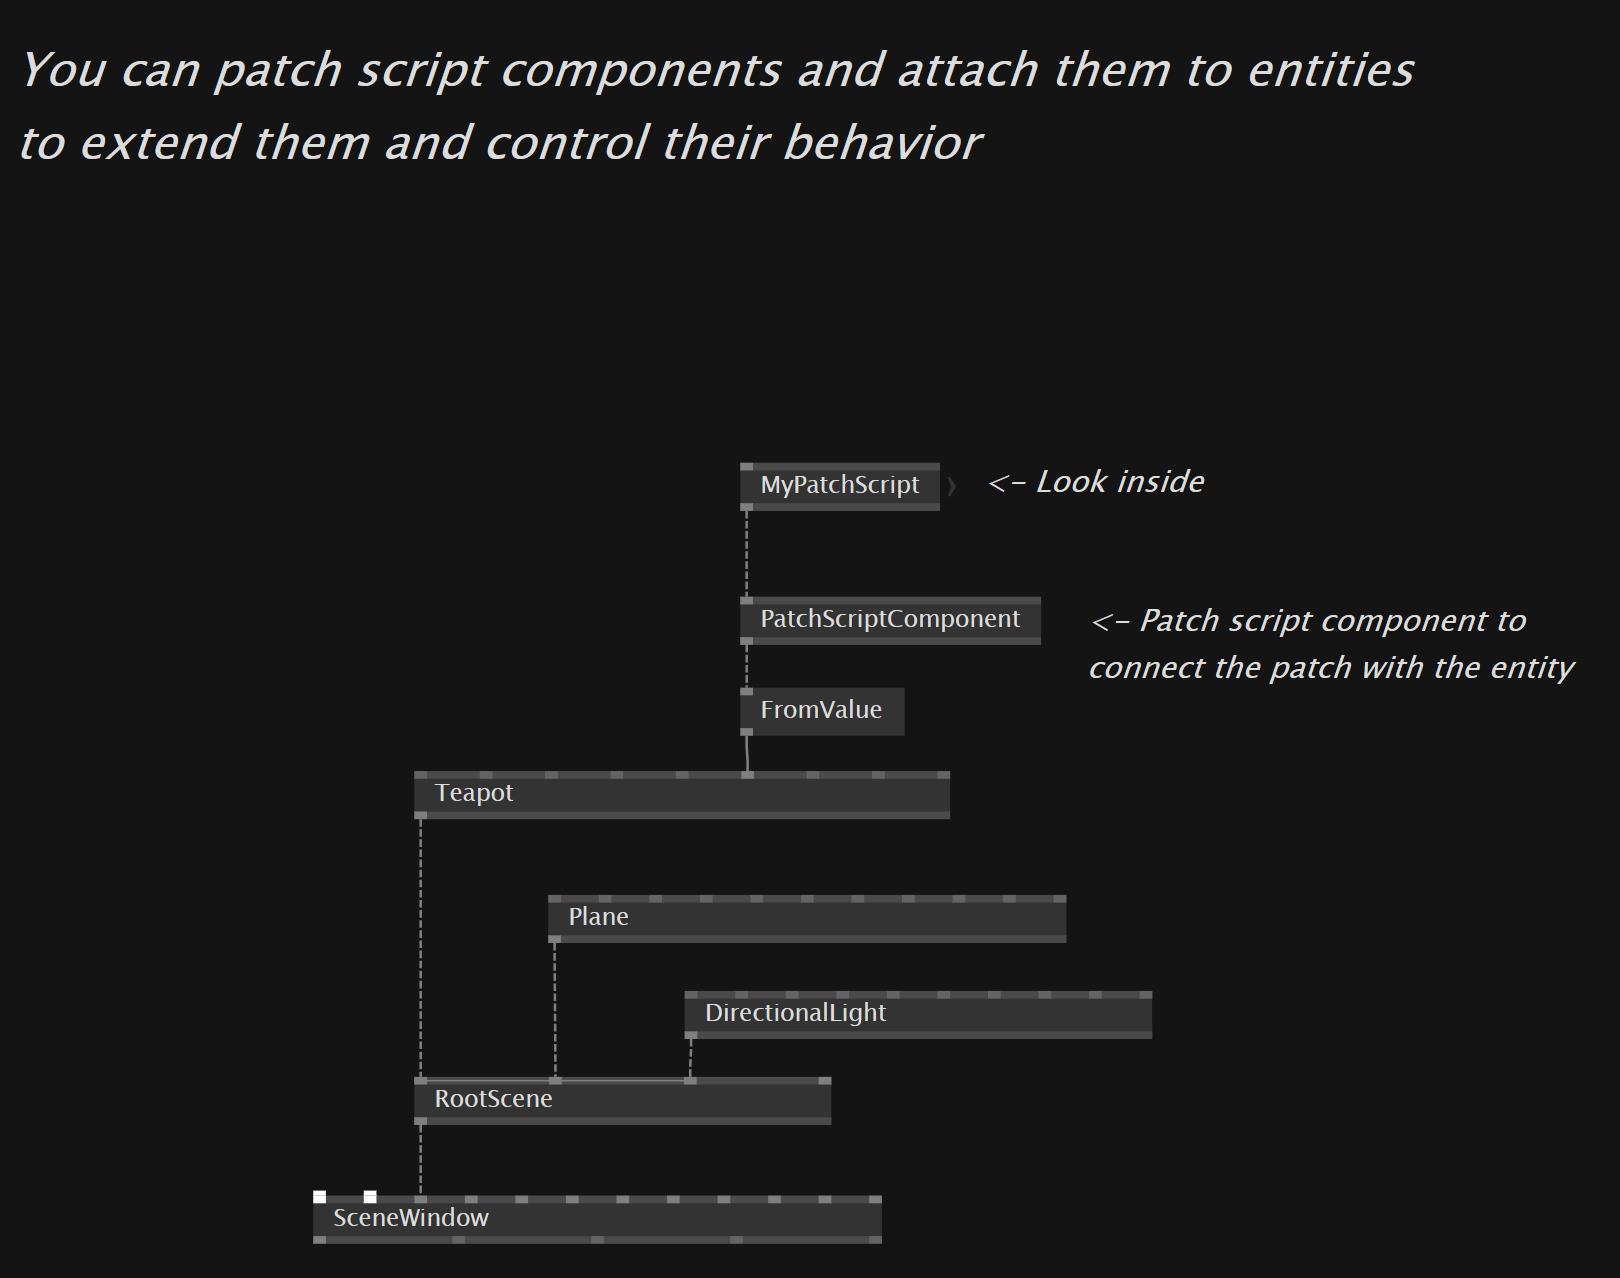 You can patch script components and attach them to entities
to extend them and control their behavior
MyPatchScript
<- Look inside
PatchScriptComponent
<- Patch script component to
connect the patch with the entity
FromValue
Teapot
Plane
DirectionalLight
RootScene
SceneWindow